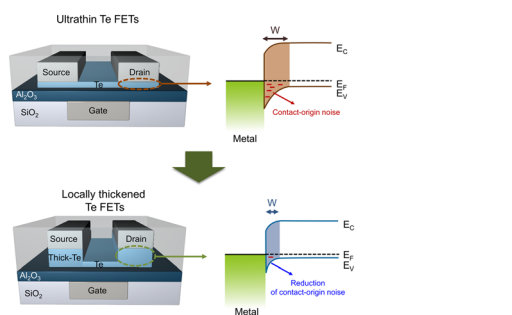 Ultrathin Te FETs
Source
Drain
Te
Al2O3
SiO2
Gate
W
EC
EF
EV
Contact-origin noise
Metal
Locally thickened
Te FETs
Source
Drain
Thick-Te
Te
Al2O3
SiO2
Gate
W
EC
EF
EV
Reduction
of contact-origin noise
Metal